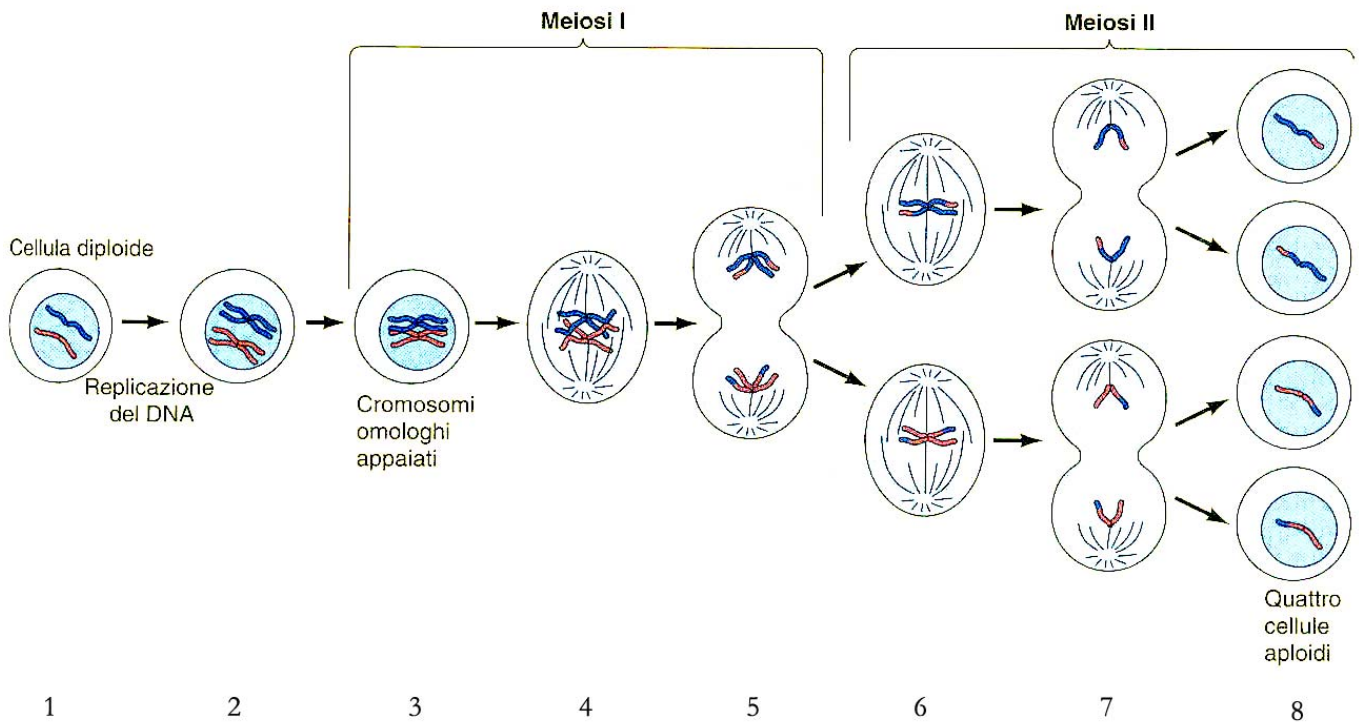 Meiosi I
Meiosi II
Cellula diploide
Replicazione
del DNA
Cromosomi
omologhi
appaiati
Quattro
cellule
aploidi
1 2 3 4 5 6 7 8